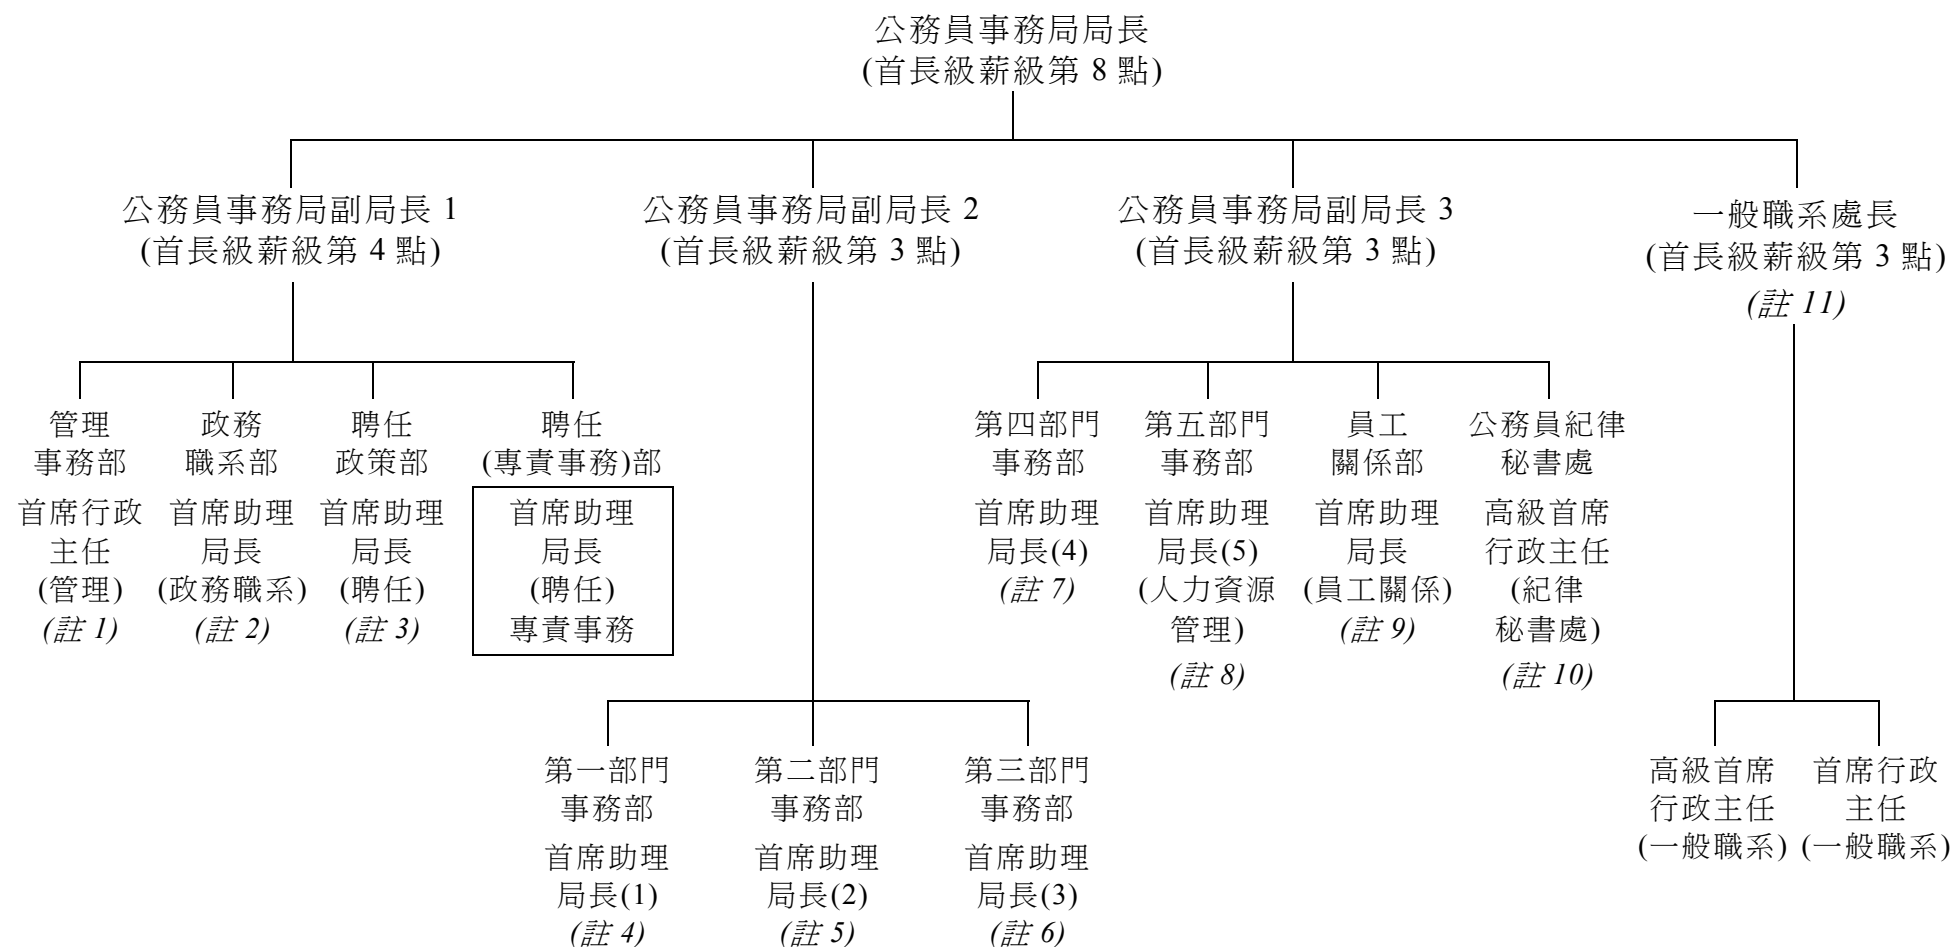 公務員事務局局長
(首長級薪級第 8 點)
公務員事務局副局長 1
(首長級薪級第 4 點)
公務員事務局副局長 2
(首長級薪級第 3 點)
公務員事務局副局長 3
(首長級薪級第 3 點)
一般職系處長
(首長級薪級第 3 點)
(註 11)
管理
事務部
首席行政
主任
(管理)
(註 1)
政務
職系部
首席助理
局長
(政務職系)
(註 2)
聘任
政策部
首席助理
局長
(聘任)
(註 3)
聘任
(專責事務)部
首席助理
局長
(聘任)
專責事務
第一部門
事務部
首席助理
局長(1)
(註 4)
第二部門
事務部
首席助理
局長(2)
(註 5)
第三部門
事務部
首席助理
局長(3)
(註 6)
第四部門
事務部
首席助理
局長(4)
(註 7)
第五部門
事務部
首席助理
局長(5)
(人力資源
管理)
(註 8)
員工
關係部
首席助理
局長
(員工關係)
(註 9)
公務員紀律
秘書處
高級首席
行政主任
(紀律
秘書處)
(註 10)
高級首席
行政主任
(一般職系)
首席行政
主任
(一般職系)